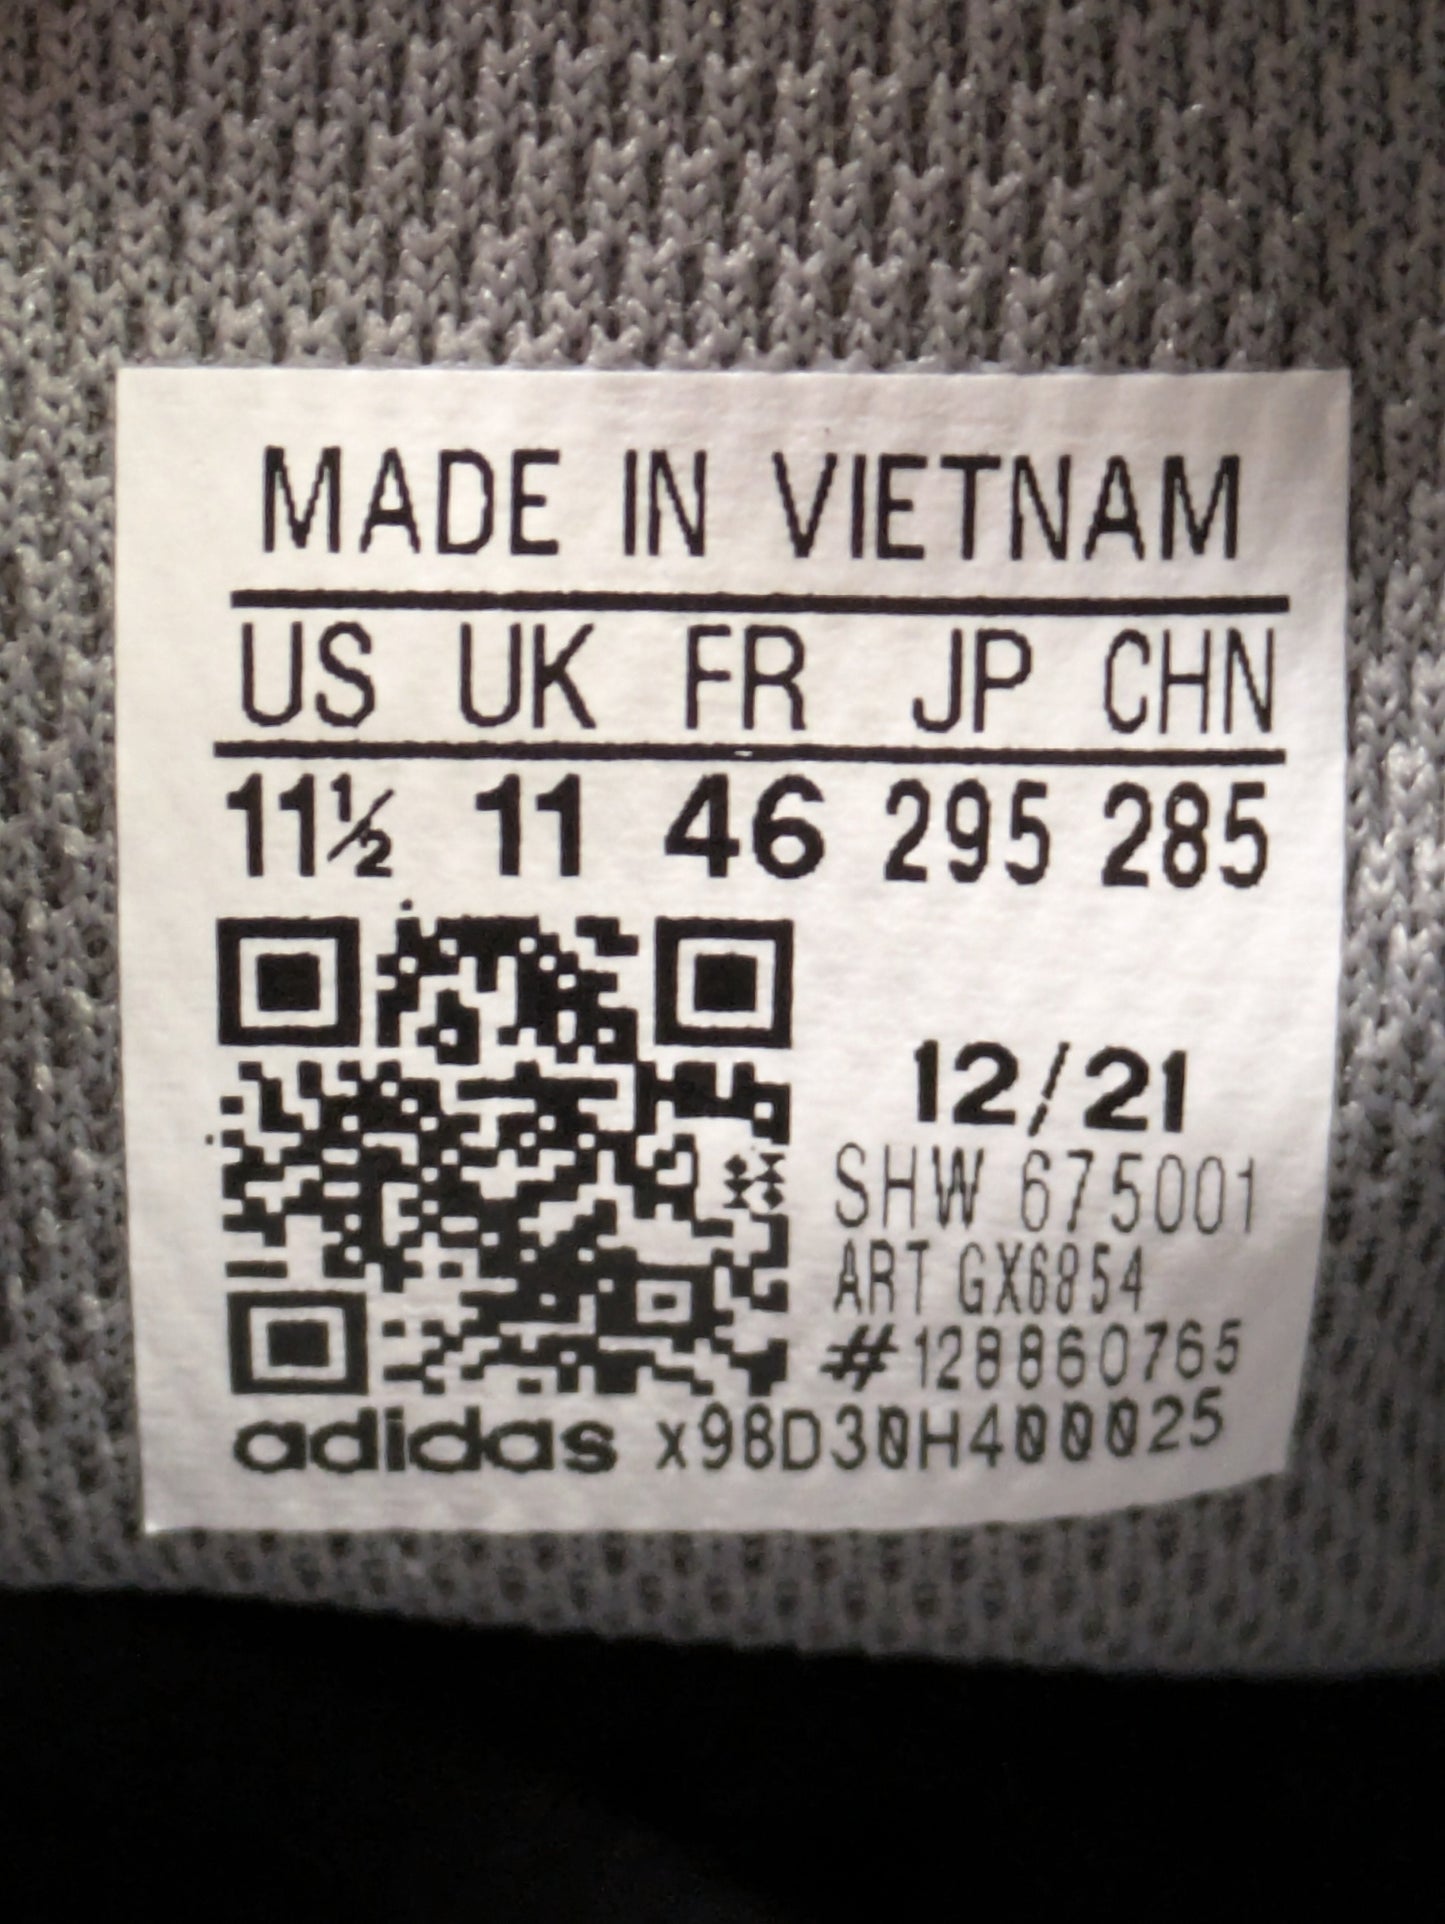 MADE IN VIETNAM
US UK FR JP CHN
11½ 11 46 295 285
12/21
SHW 675001
ART GX6854
#128860765
adidas x98D30H400025